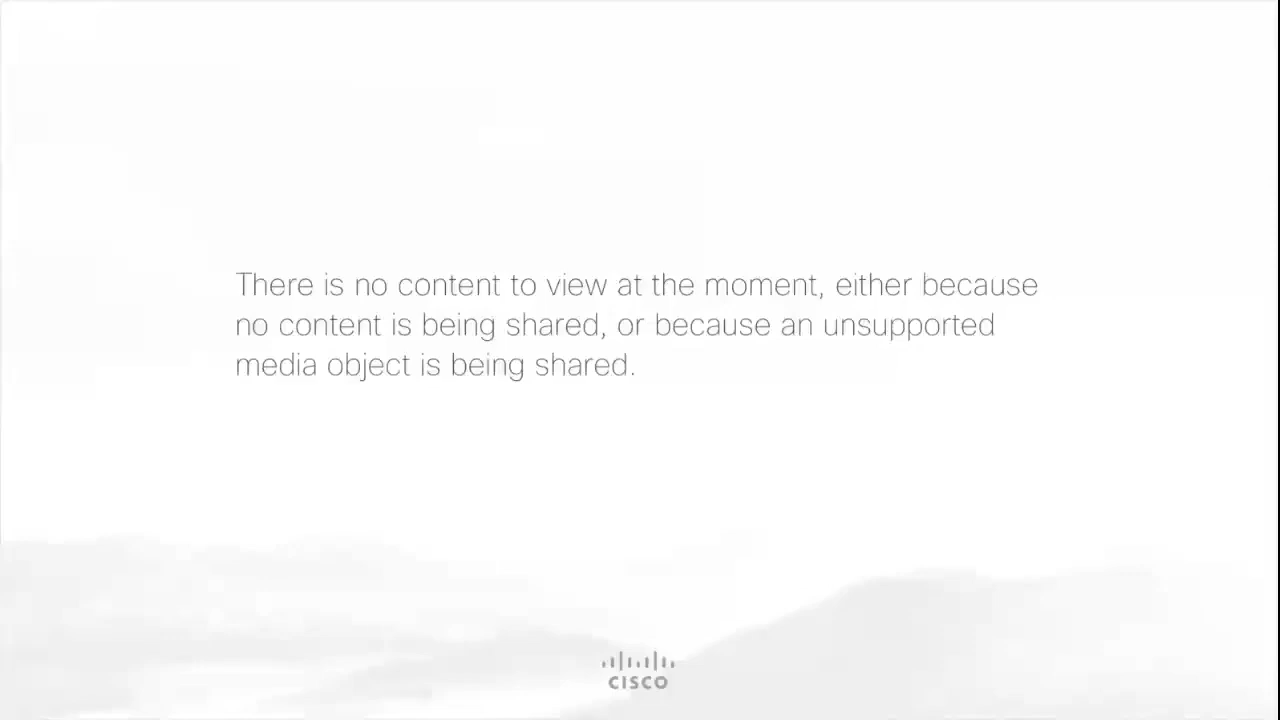 There is no content to view at the moment, either because
no content is being shared, or because an unsupported
media object is being shared.
CISCO